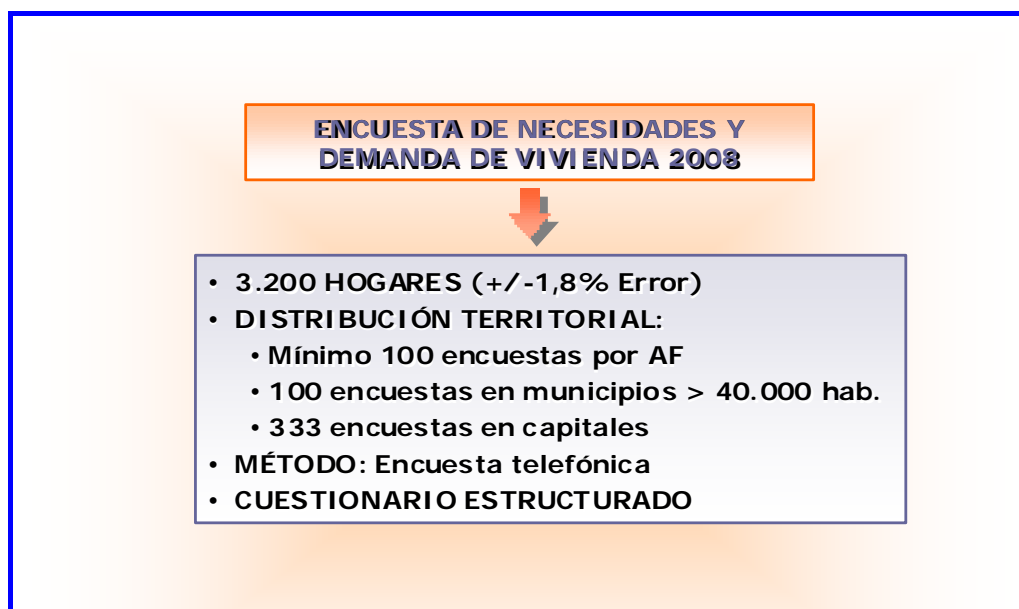 ENCUESTA DE NECESIDADES Y
DEMANDA DE VIVIENDA 2008
• 3.200 HOGARES (+/-1,8% Error)
• DISTRIBUCIÓN TERRITORIAL:
• Mínimo 100 encuestas por AF
• 100 encuestas en municipios > 40.000 hab.
• 333 encuestas en capitales
• MÉTODO: Encuesta telefónica
• CUESTIONARIO ESTRUCTURADO